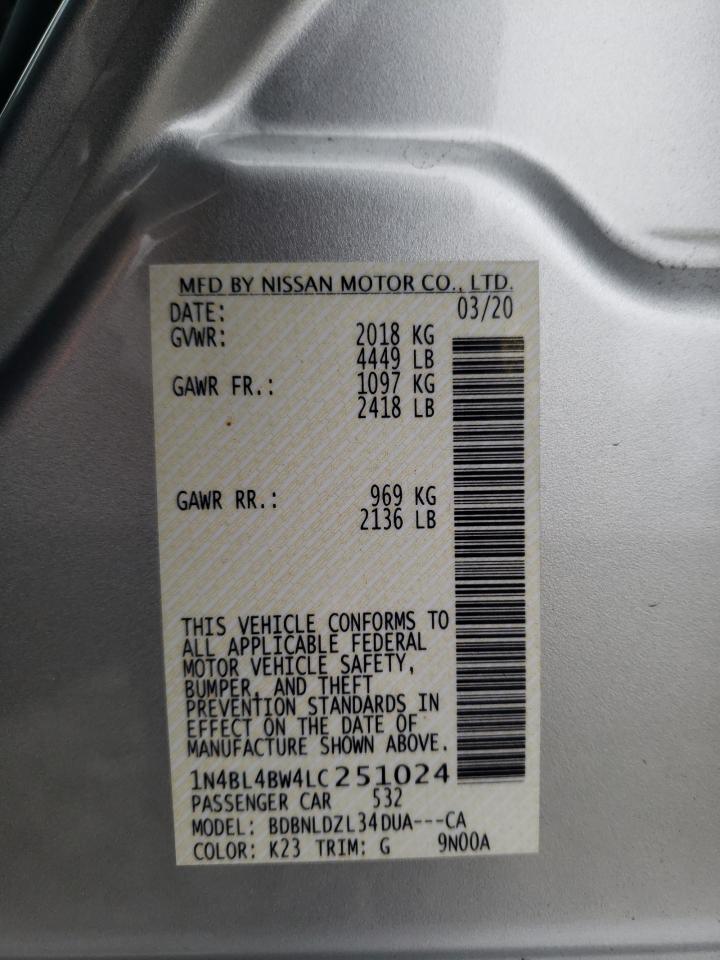 MFD BY NISSAN MOTOR CO., LTD.
DATE: 03/20
GVWR: 2018 KG
4449 LB
GAWR FR.: 1097 KG
2418 LB
GAWR RR.: 969 KG
2136 LB
THIS VEHICLE CONFORMS TO
ALL APPLICABLE FEDERAL
MOTOR VEHICLE SAFETY,
BUMPER, AND THEFT
PREVENTION STANDARDS IN
EFFECT ON THE DATE OF
MANUFACTURE SHOWN ABOVE.
1N4BL4BW4LC251024
PASSENGER CAR 532
MODEL: BDBNLDZL34DUA---CA
COLOR: K23 TRIM: G 9N00A